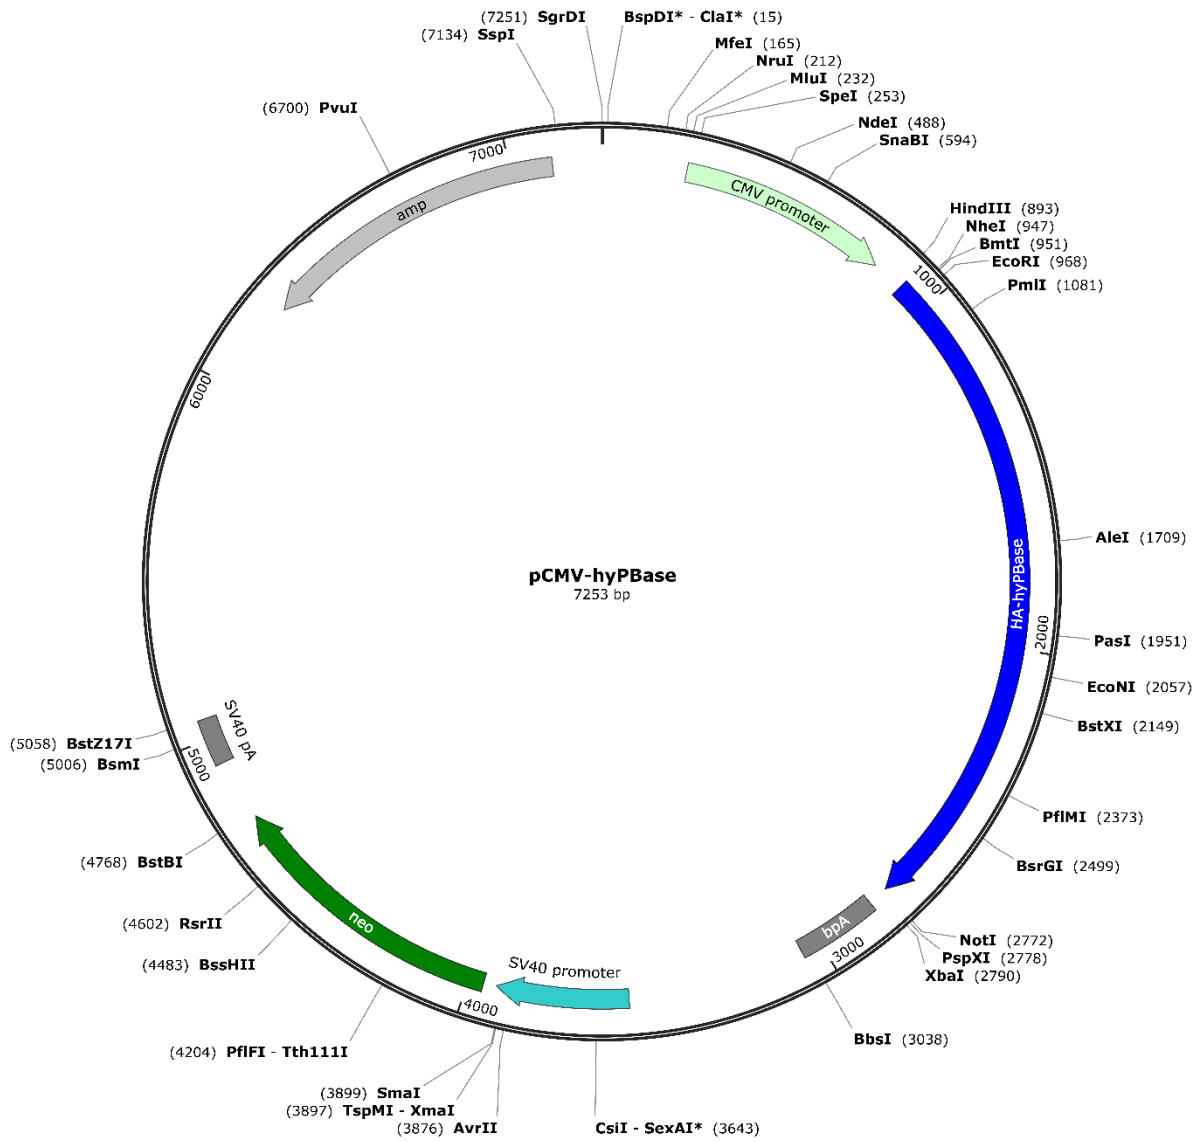 (7251) SgrDI
BspDI* - ClaI* (15)
(7134) SspI
MfeI (165)
NruI (212)
MluI (232)
SpeI (253)
(6700) PvuI
NdeI (488)
SnaBI (594)
7000
amp
CMV promoter
HindIII (893)
NheI (947)
BmtI (951)
EcoRI (968)
1000
PmlI (1081)
6000
AleI (1709)
HA-hyPBase
pCMV-hyPBase
7253 bp
2000
PasI (1951)
EcoNI (2057)
BstXI (2149)
SV40 pA
(5058) BstZ17I
(5006) BsmI
5000
PflMI (2373)
(4768) BstBI
BsrGI (2499)
(4602) RsrII
neo
bpA
NotI (2772)
3000
PspXI (2778)
(4483) BssHII
SV40 promoter
XbaI (2790)
4000
BbsI (3038)
(4204) PflFI - Tth111I
(3899) SmaI
(3897) TspMI - XmaI
(3876) AvrII
CsiI - SexAI* (3643)